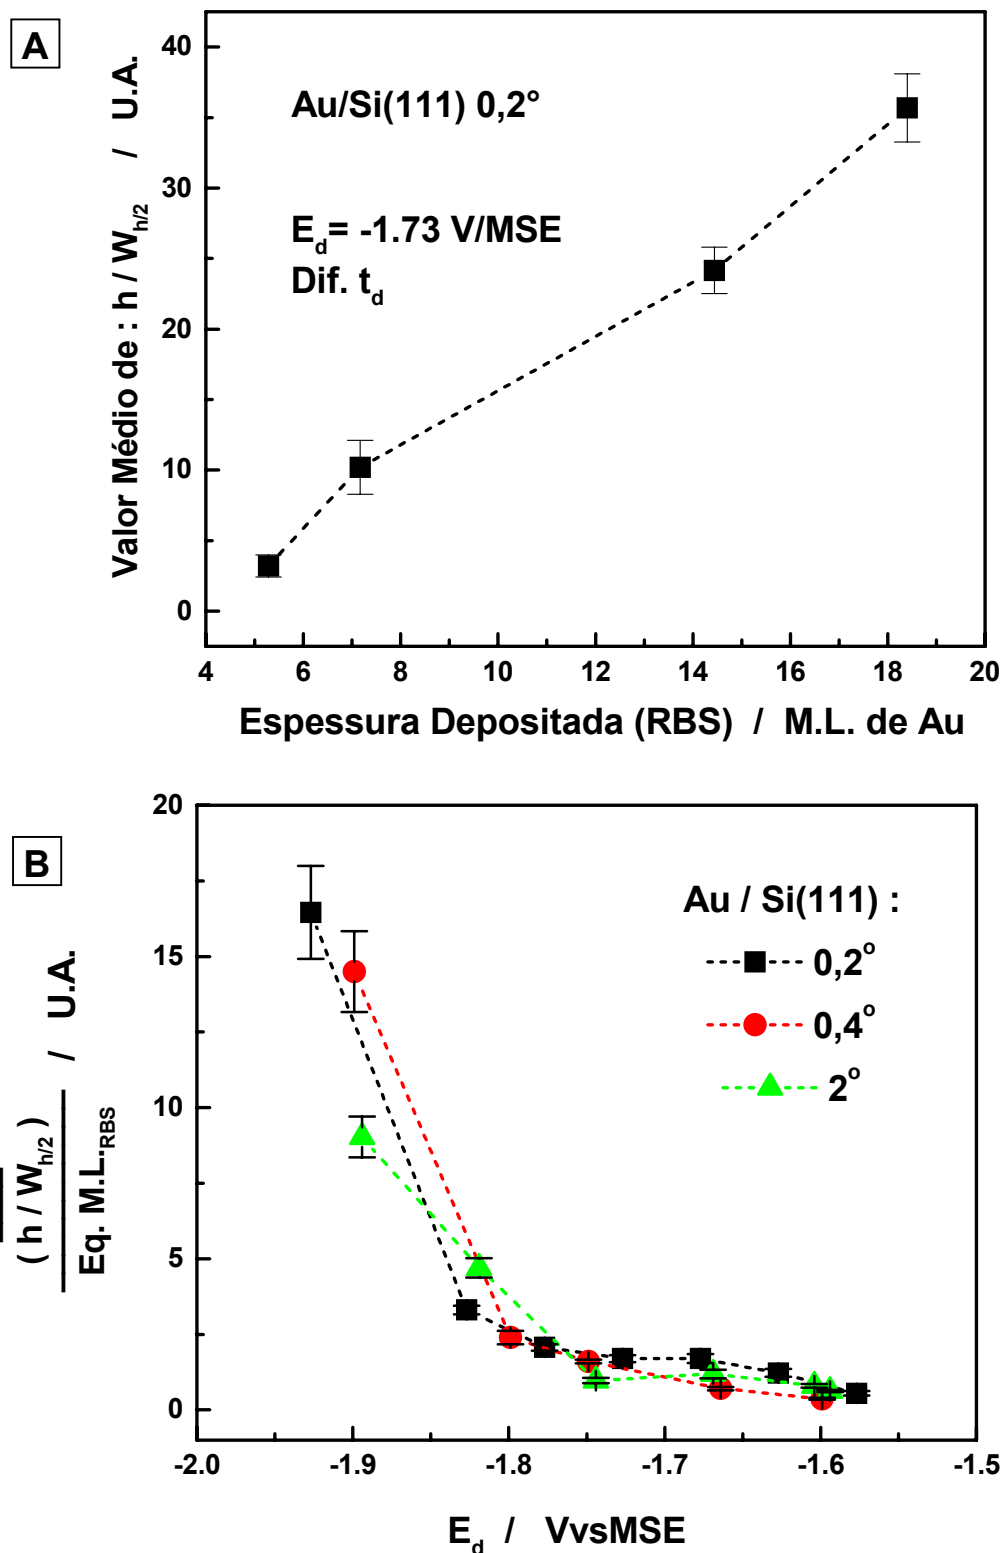 A
Au/Si(111) 0,2°
E_d= -1.73 V/MSE
Dif. t_d
Valor Médio de : h / W_h/2 / U.A.
40
30
20
10
0
4 6 8 10 12 14 16 18 20
Espessura Depositada (RBS) / M.L. de Au
B
Au / Si(111) :
0,2°
0,4°
2°
( h / W_h/2 ) / U.A.
Eq. M.L._RBS
20
15
10
5
0
-2.0 -1.9 -1.8 -1.7 -1.6 -1.5
E_d / VvsMSE